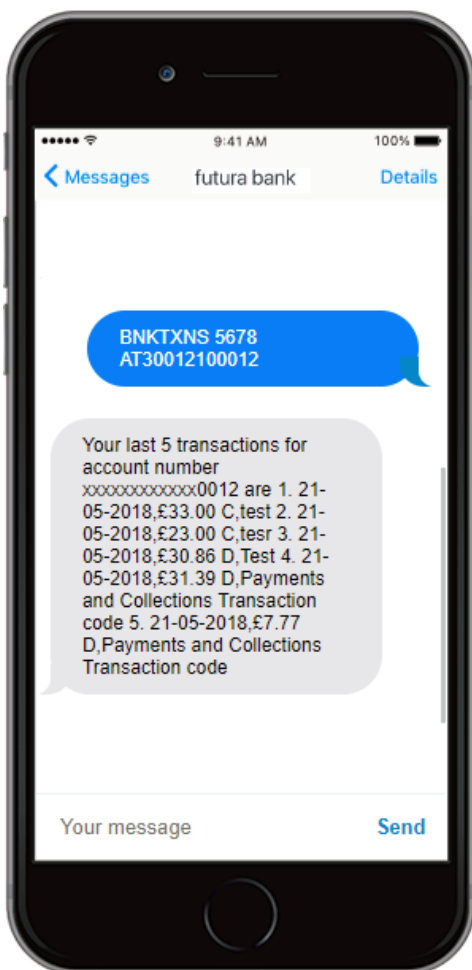 9:41 AM
100%
Messages
futura bank
Details
BNKTXNS 5678
AT30012100012
Your last 5 transactions for
account number
xxxxxxxxxxxx0012 are 1. 21-
05-2018,£33.00 C,test 2. 21-
05-2018,£23.00 C,tesr 3. 21-
05-2018,£30.86 D,Test 4. 21-
05-2018,£31.39 D,Payments
and Collections Transaction
code 5. 21-05-2018,£7.77
D,Payments and Collections
Transaction code
Your message
Send